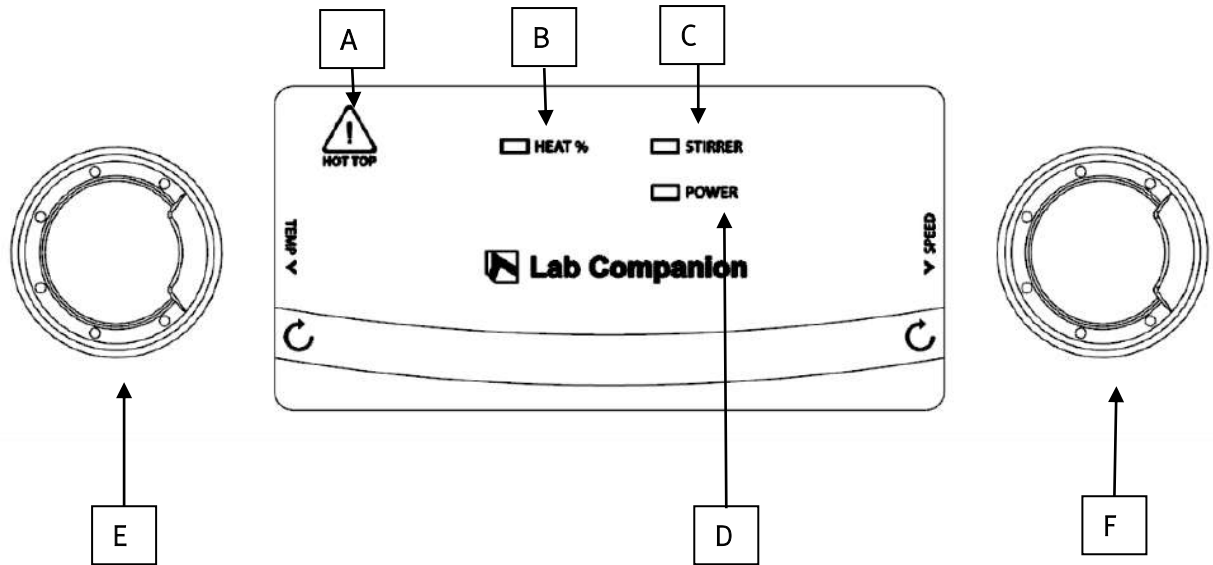 A
B
C
!
HOT TOP
HEAT %
STIRRER
POWER
TEMP
SPEED
Lab Companion
E
D
F